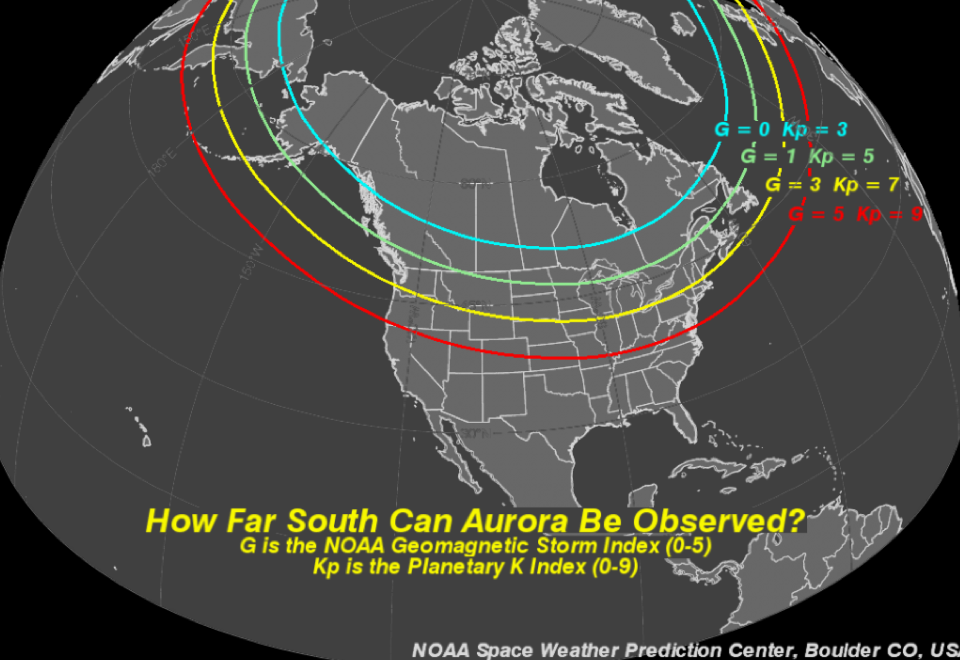 150°E
180°E
G = 0 Kp = 3
G = 1 Kp = 5
G = 3 Kp = 7
G = 5 Kp = 9
150°W
How Far South Can Aurora Be Observed?
G is the NOAA Geomagnetic Storm Index (0-5)
Kp is the Planetary K Index (0-9)
NOAA Space Weather Prediction Center, Boulder CO, USA